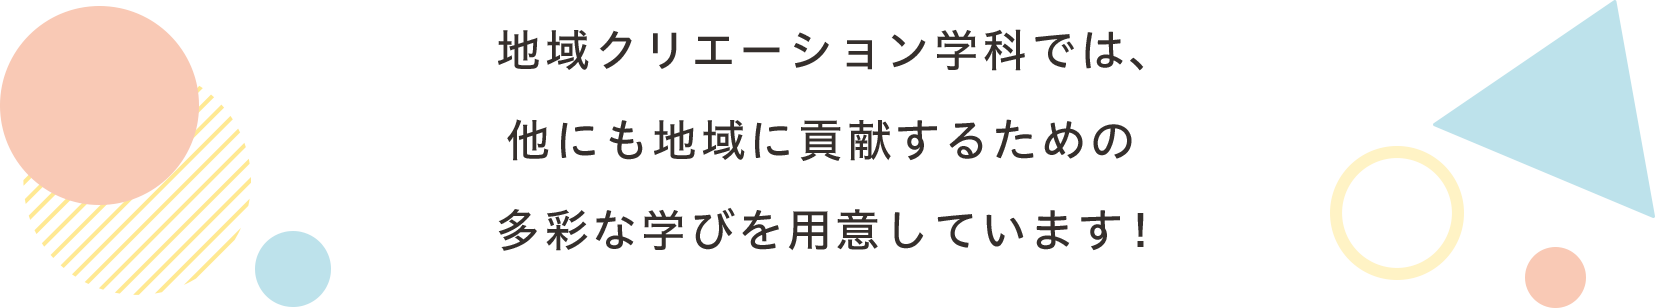 地域クリエーション学科では、
他にも地域に貢献するための
多彩な学びを用意しています！